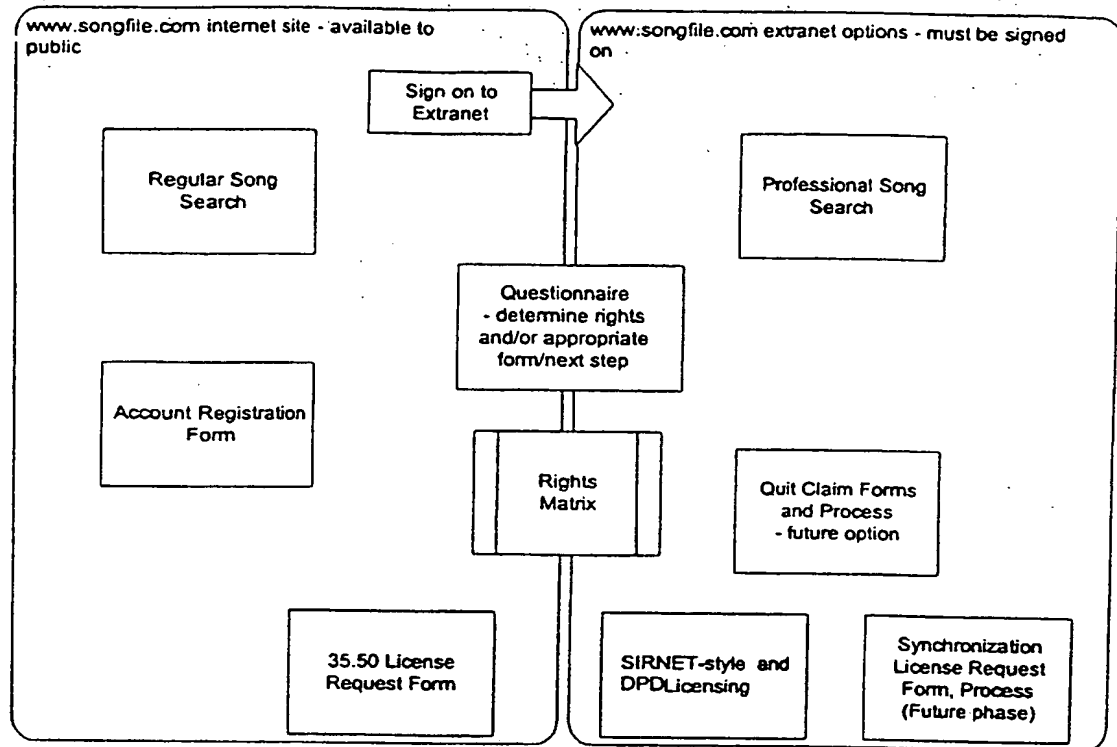 www.songfile.com internet site - available to
public
www.songfile.com extranet options - must be signed
on
Sign on to
Extranet
Regular Song
Search
Professional Song
Search
Questionnaire
- determine rights
and/or appropriate
form/next step
Account Registration
Form
Rights
Matrix
Quit Claim Forms
and Process
- future option
35.50 License
Request Form
SIRNET-style and
DPDLicensing
Synchronization
License Request
Form, Process
(Future phase)